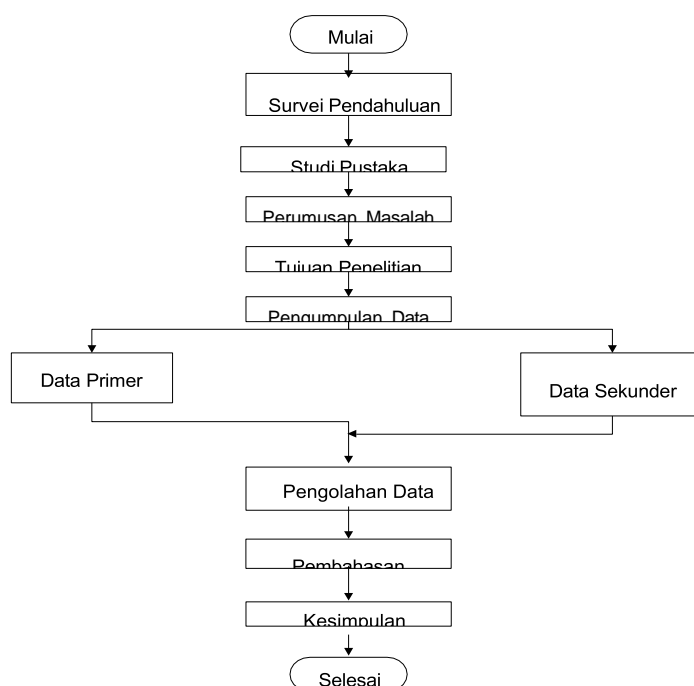 Mulai
Survei Pendahuluan
Studi Pustaka
Perumusan Masalah
Tujuan Penelitian
Pengumpulan Data
Data Primer
Data Sekunder
Pengolahan Data
Pembahasan
Kesimpulan
Selesai